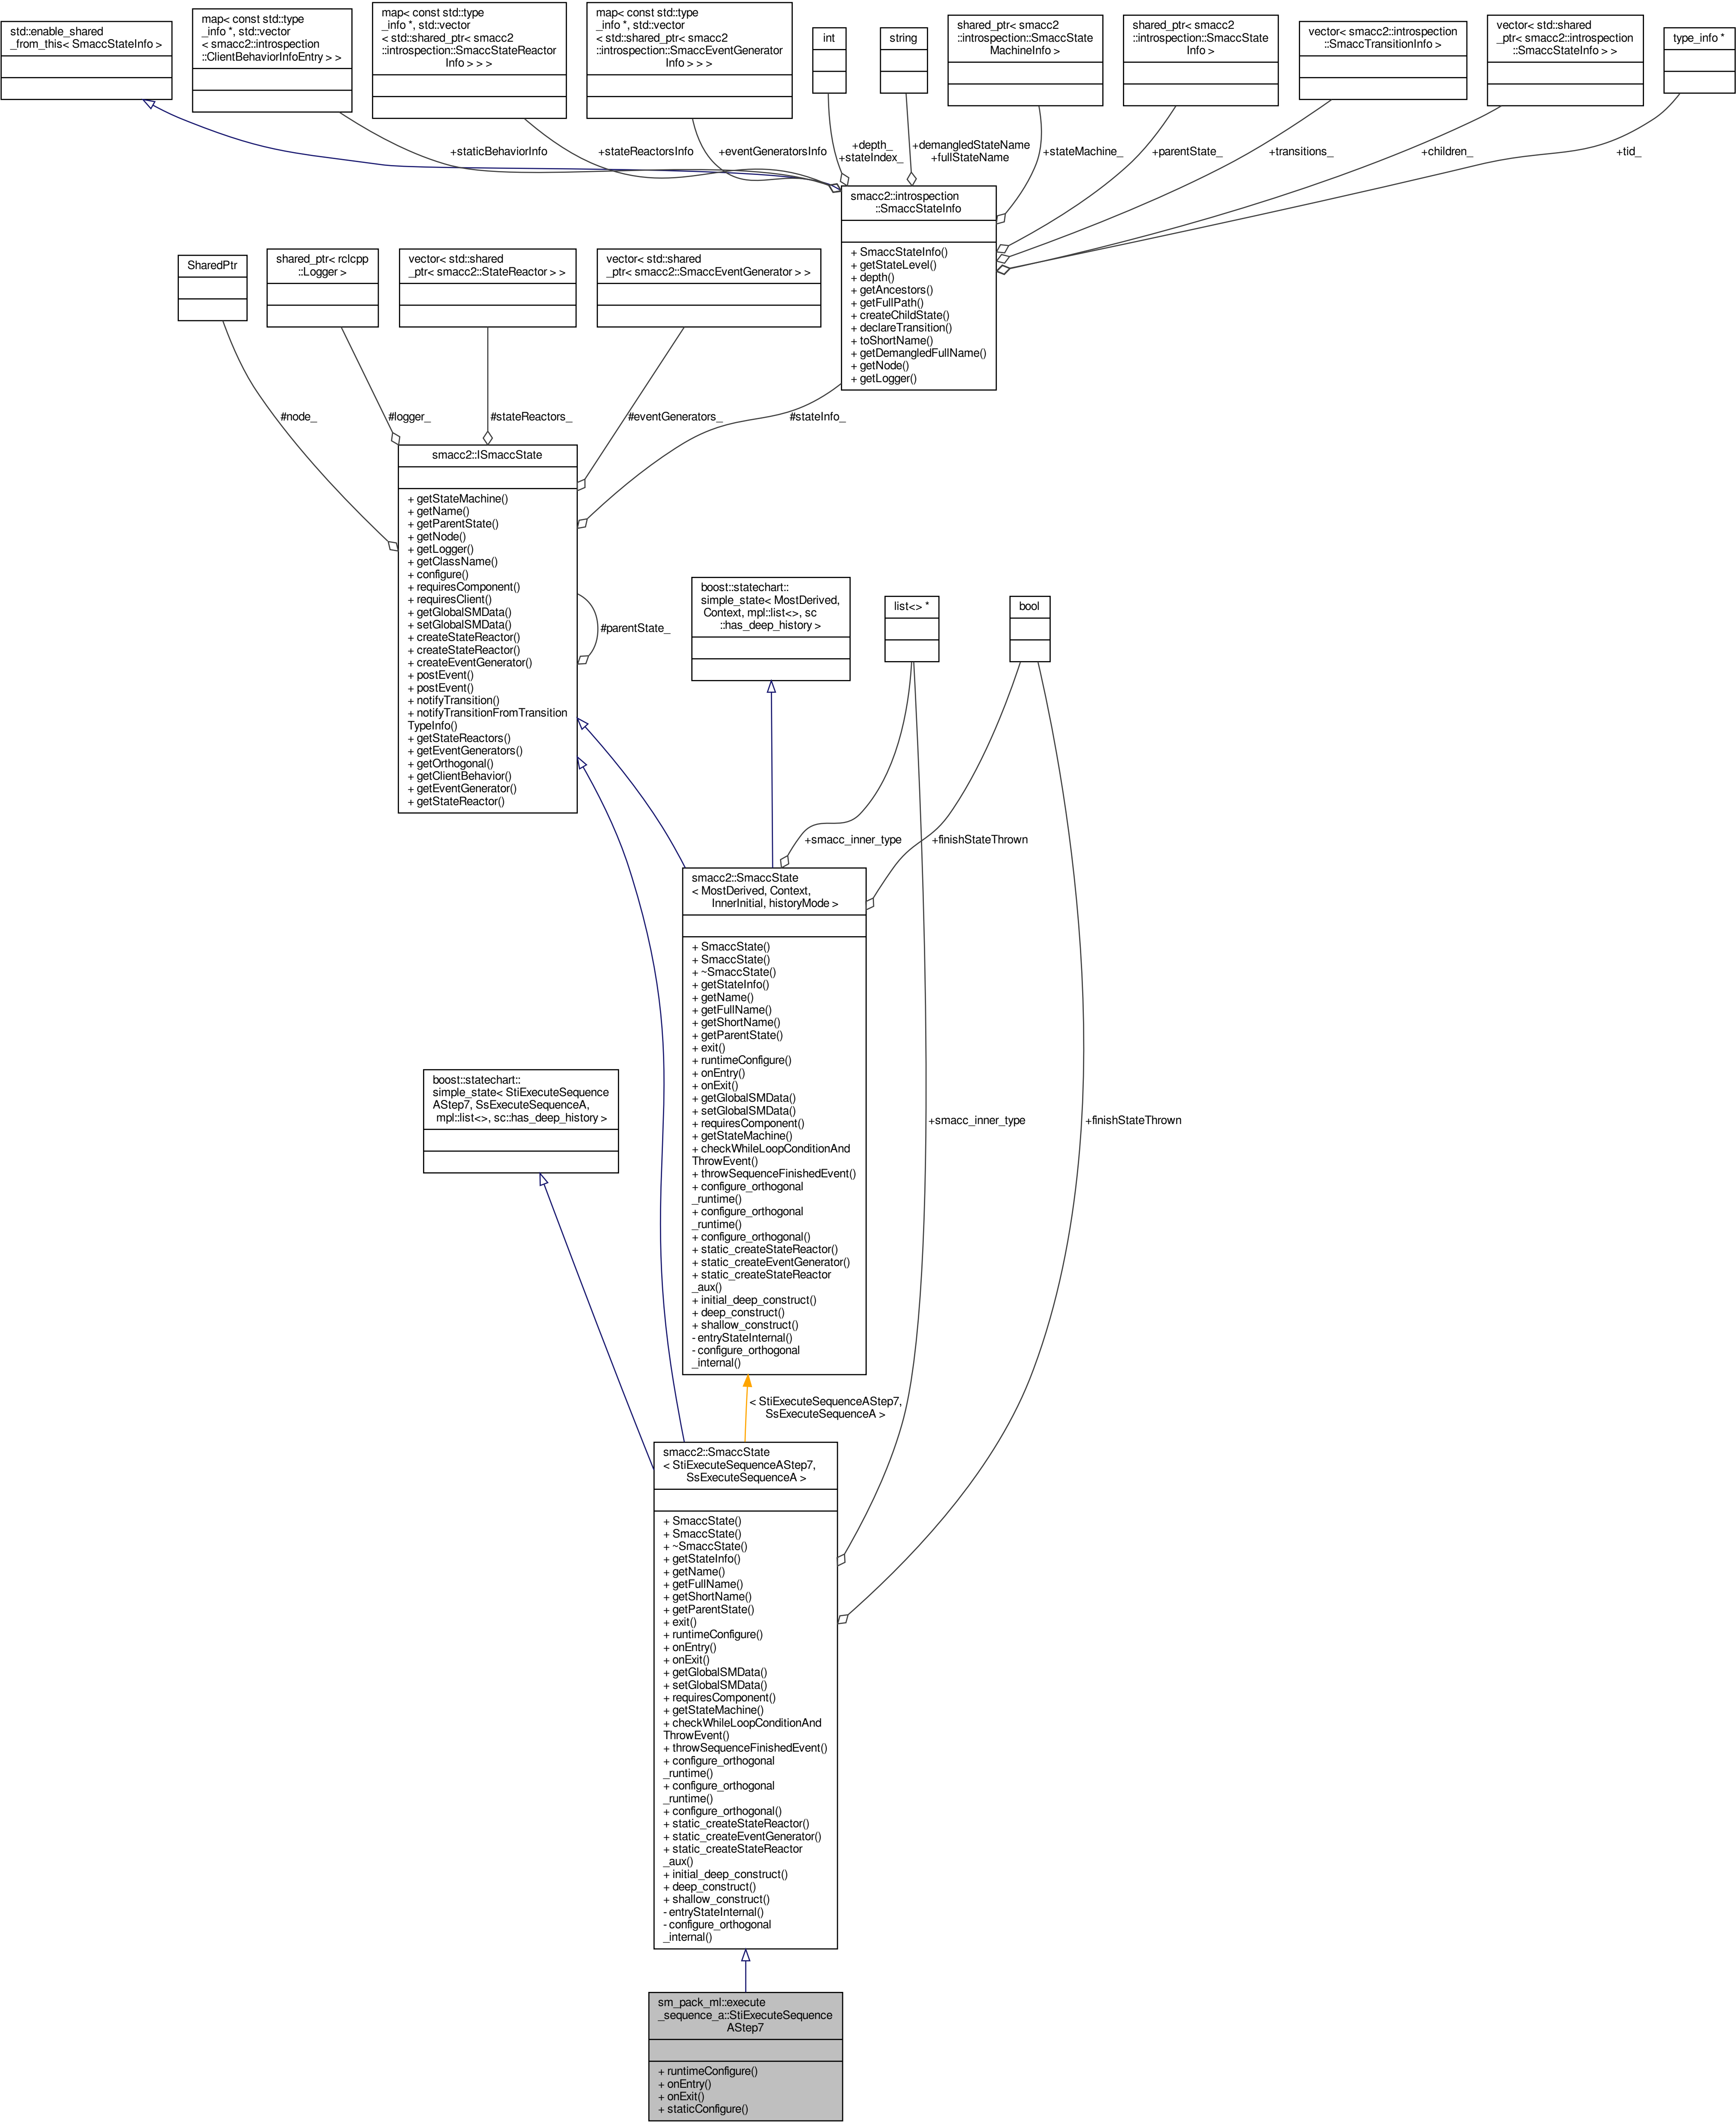 std::enable_shared
_from_this< SmaccStateInfo >
map< const std::type
_info *, std::vector
< smacc2::introspection
::ClientBehaviorInfoEntry > >
map< const std::type
_info *, std::vector
< std::shared_ptr< smacc2
::introspection::SmaccStateReactor
Info > > >
map< const std::type
_info *, std::vector
< std::shared_ptr< smacc2
::introspection::SmaccEventGenerator
Info > > >
int
string
shared_ptr< smacc2
::introspection::SmaccState
MachineInfo >
shared_ptr< smacc2
::introspection::SmaccState
Info >
vector< smacc2::introspection
::SmaccTransitionInfo >
vector< std::shared
_ptr< smacc2::introspection
::SmaccStateInfo > >
type_info *
+staticBehaviorInfo
+stateReactorsInfo
+eventGeneratorsInfo
+depth_
+stateIndex_
+demangledStateName
+fullStateName
+stateMachine_
+parentState_
+transitions_
+children_
+tid_
smacc2::introspection
::SmaccStateInfo
+ SmaccStateInfo()
+ getStateLevel()
+ depth()
+ getAncestors()
+ getFullPath()
+ createChildState()
+ declareTransition()
+ toShortName()
+ getDemangledFullName()
+ getNode()
+ getLogger()
SharedPtr
shared_ptr< rclcpp
::Logger >
vector< std::shared
_ptr< smacc2::StateReactor > >
vector< std::shared
_ptr< smacc2::SmaccEventGenerator > >
#node_
#logger_
#stateReactors_
#eventGenerators_
#stateInfo_
smacc2::ISmaccState
+ getStateMachine()
+ getName()
+ getParentState()
+ getNode()
+ getLogger()
+ getClassName()
+ configure()
+ requiresComponent()
+ requiresClient()
+ getGlobalSMData()
+ setGlobalSMData()
+ createStateReactor()
+ createStateReactor()
+ createEventGenerator()
+ postEvent()
+ postEvent()
+ notifyTransition()
+ notifyTransitionFromTransition
TypeInfo()
+ getStateReactors()
+ getEventGenerators()
+ getOrthogonal()
+ getClientBehavior()
+ getEventGenerator()
+ getStateReactor()
#parentState_
boost::statechart::
simple_state< MostDerived,
Context, mpl::list<>, sc
::has_deep_history >
list<> *
bool
+smacc_inner_type
+finishStateThrown
smacc2::SmaccState
< MostDerived, Context,
InnerInitial, historyMode >
+ SmaccState()
+ SmaccState()
+ ~SmaccState()
+ getStateInfo()
+ getName()
+ getFullName()
+ getShortName()
+ getParentState()
+ exit()
+ runtimeConfigure()
+ onEntry()
+ onExit()
+ getGlobalSMData()
+ setGlobalSMData()
+ requiresComponent()
+ getStateMachine()
+ checkWhileLoopConditionAnd
ThrowEvent()
+ throwSequenceFinishedEvent()
+ configure_orthogonal
_runtime()
+ configure_orthogonal
_runtime()
+ configure_orthogonal()
+ static_createStateReactor()
+ static_createEventGenerator()
+ static_createStateReactor
_aux()
+ initial_deep_construct()
+ deep_construct()
+ shallow_construct()
- entryStateInternal()
- configure_orthogonal
_internal()
boost::statechart::
simple_state< StiExecuteSequence
AStep7, SsExecuteSequenceA,
mpl::list<>, sc::has_deep_history >
+smacc_inner_type
+finishStateThrown
< StiExecuteSequenceAStep7,
SsExecuteSequenceA >
smacc2::SmaccState
< StiExecuteSequenceAStep7,
SsExecuteSequenceA >
+ SmaccState()
+ SmaccState()
+ ~SmaccState()
+ getStateInfo()
+ getName()
+ getFullName()
+ getShortName()
+ getParentState()
+ exit()
+ runtimeConfigure()
+ onEntry()
+ onExit()
+ getGlobalSMData()
+ setGlobalSMData()
+ requiresComponent()
+ getStateMachine()
+ checkWhileLoopConditionAnd
ThrowEvent()
+ throwSequenceFinishedEvent()
+ configure_orthogonal
_runtime()
+ configure_orthogonal
_runtime()
+ configure_orthogonal()
+ static_createStateReactor()
+ static_createEventGenerator()
+ static_createStateReactor
_aux()
+ initial_deep_construct()
+ deep_construct()
+ shallow_construct()
- entryStateInternal()
- configure_orthogonal
_internal()
sm_pack_ml::execute
_sequence_a::StiExecuteSequence
AStep7
+ runtimeConfigure()
+ onEntry()
+ onExit()
+ staticConfigure()